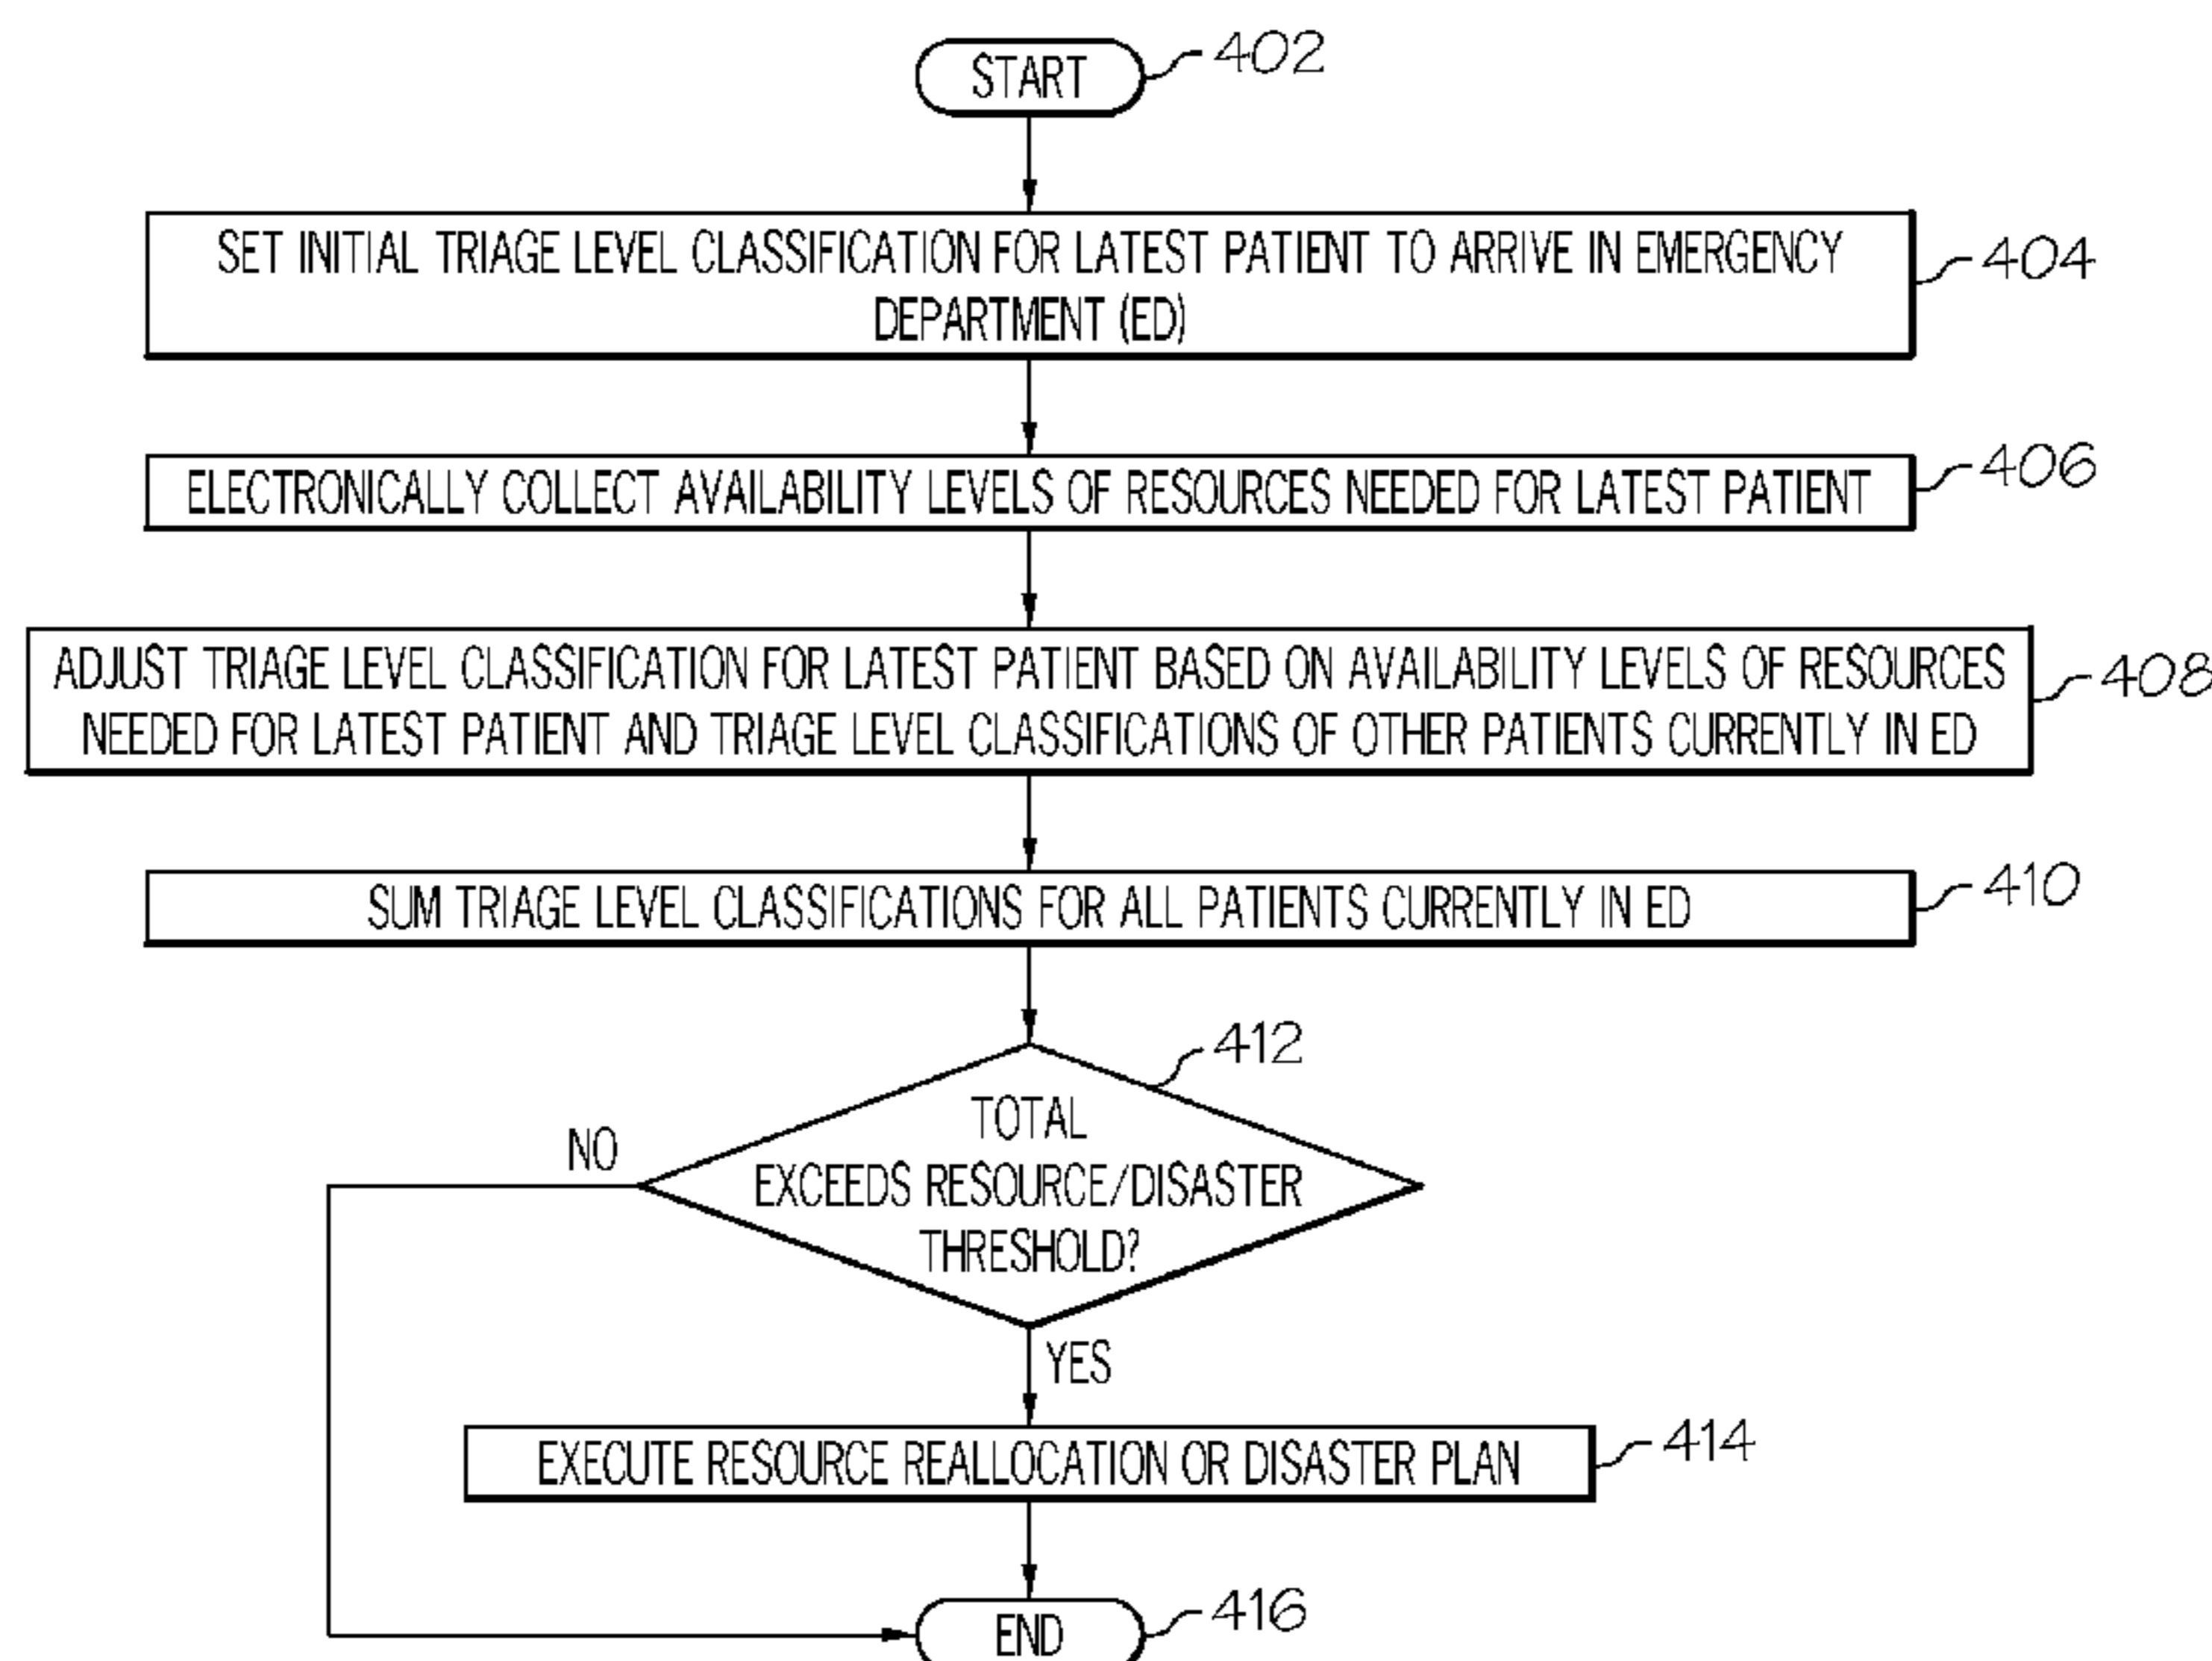 START
402
SET INITIAL TRIAGE LEVEL CLASSIFICATION FOR LATEST PATIENT TO ARRIVE IN EMERGENCY
DEPARTMENT (ED)
404
ELECTRONICALLY COLLECT AVAILABILITY LEVELS OF RESOURCES NEEDED FOR LATEST PATIENT
406
ADJUST TRIAGE LEVEL CLASSIFICATION FOR LATEST PATIENT BASED ON AVAILABILITY LEVELS OF RESOURCES
NEEDED FOR LATEST PATIENT AND TRIAGE LEVEL CLASSIFICATIONS OF OTHER PATIENTS CURRENTLY IN ED
408
SUM TRIAGE LEVEL CLASSIFICATIONS FOR ALL PATIENTS CURRENTLY IN ED
410
412
TOTAL
EXCEEDS RESOURCE/DISASTER
THRESHOLD?
NO
YES
EXECUTE RESOURCE REALLOCATION OR DISASTER PLAN
414
END
416